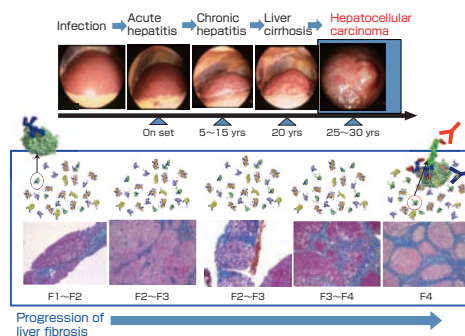 Infection
Acute
hepatitis
Chronic
hepatitis
Liver
cirrhosis
Hepatocellular
carcinoma
On set
5~15 yrs
20 yrs
25~30 yrs
F1~F2
F2~F3
F2~F3
F3~F4
F4
Progression of
liver fibrosis